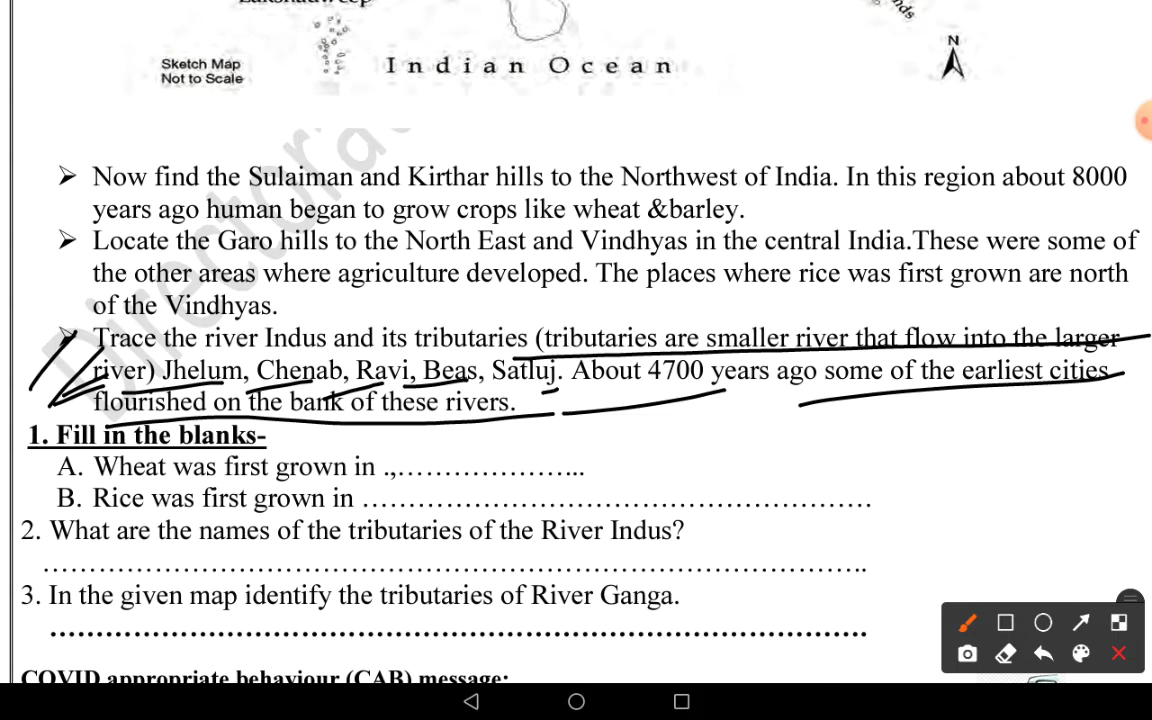 Sketch Map
Not to Scale
Indian Ocean
nds
N
➢ Now find the Sulaiman and Kirthar hills to the Northwest of India. In this region about 8000
years ago human began to grow crops like wheat &barley.
➢ Locate the Garo hills to the North East and Vindhyas in the central India.These were some of
the other areas where agriculture developed. The places where rice was first grown are north
of the Vindhyas.
➢ Trace the river Indus and its tributaries (tributaries are smaller river that flow into the larger
river) Jhelum, Chenab, Ravi, Beas, Satluj. About 4700 years ago some of the earliest cities
flourished on the bank of these rivers.
1. Fill in the blanks-
A. Wheat was first grown in .,…………………..
B. Rice was first grown in ………………………………………………
2. What are the names of the tributaries of the River Indus?
……………………………………………………………………………..
3. In the given map identify the tributaries of River Ganga.
……………………………………………………………………………
COVID appropriate behaviour (CAB) message: